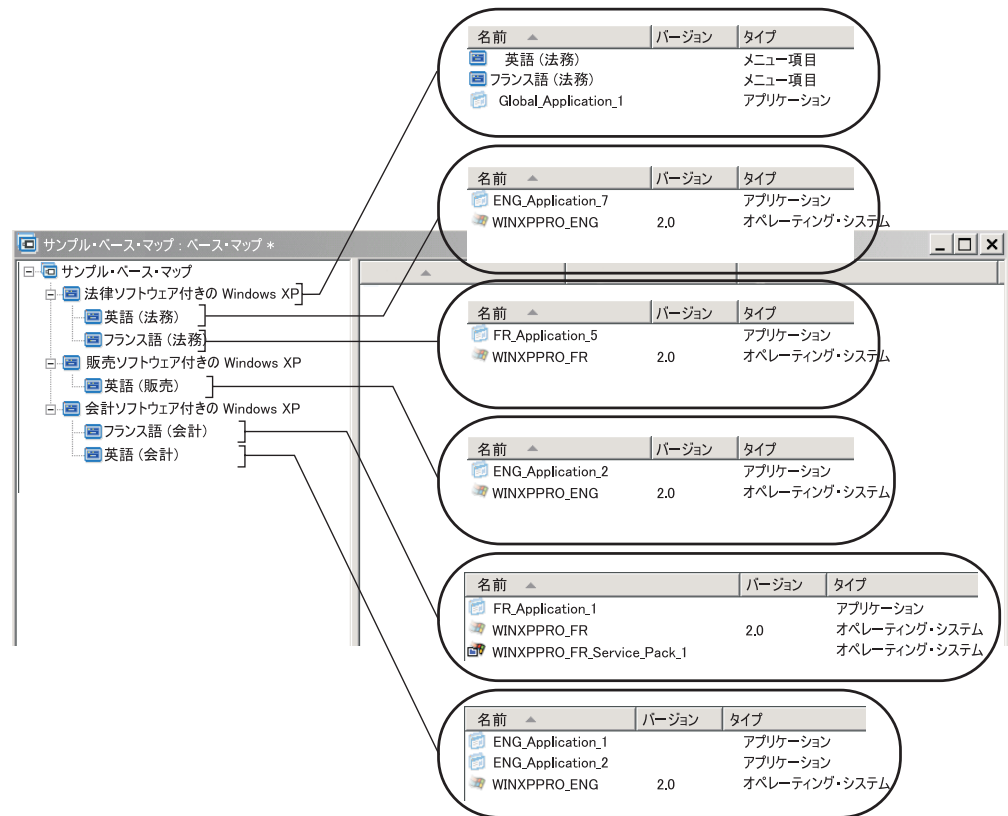 名前 バージョン タイプ
英語 (法務) メニュー項目
フランス語 (法務) メニュー項目
Global_Application_1 アプリケーション
名前 バージョン タイプ
ENG_Application_7 アプリケーション
WINXPPRO_ENG 2.0 オペレーティング・システム
サンプル・ベース・マップ : ベース・マップ *
サンプル・ベース・マップ
法律ソフトウェア付きの Windows XP
英語 (法務)
フランス語 (法務)
販売ソフトウェア付きの Windows XP
英語 (販売)
会計ソフトウェア付きの Windows XP
フランス語 (会計)
英語 (会計)
名前 バージョン タイプ
FR_Application_5 アプリケーション
WINXPPRO_FR 2.0 オペレーティング・システム
名前 バージョン タイプ
ENG_Application_2 アプリケーション
WINXPPRO_ENG 2.0 オペレーティング・システム
名前 バージョン タイプ
FR_Application_1 アプリケーション
WINXPPRO_FR 2.0 オペレーティング・システム
WINXPPRO_FR_Service_Pack_1 オペレーティング・システム
名前 バージョン タイプ
ENG_Application_1 アプリケーション
ENG_Application_2 アプリケーション
WINXPPRO_ENG 2.0 オペレーティング・システム